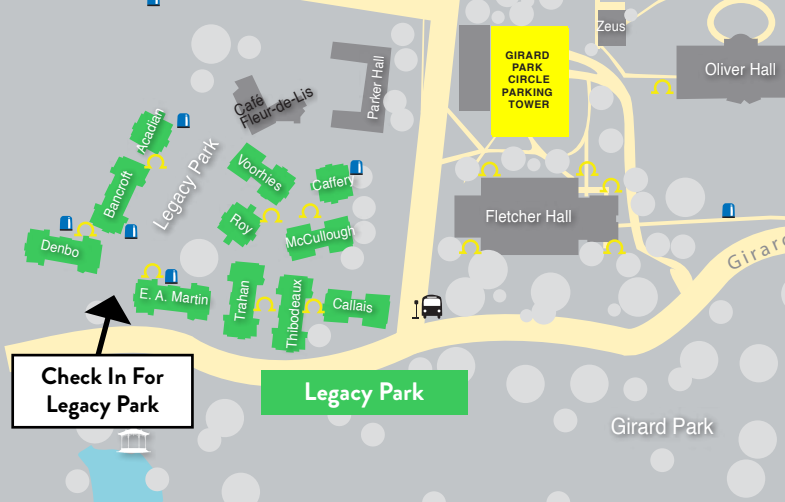 Zeus
GIRARD
PARK
CIRCLE
PARKING
TOWER
Oliver Hall
Parker Hall
Café
Fleur-de-Lis
Acadian
Legacy Park
Voorhies
Caffery
Bancroft
Roy
McCullough
Fletcher Hall
Denbo
Girard
E. A. Martin
Trahan
Thibodeaux
Callais
Check In For
Legacy Park
Legacy Park
Girard Park